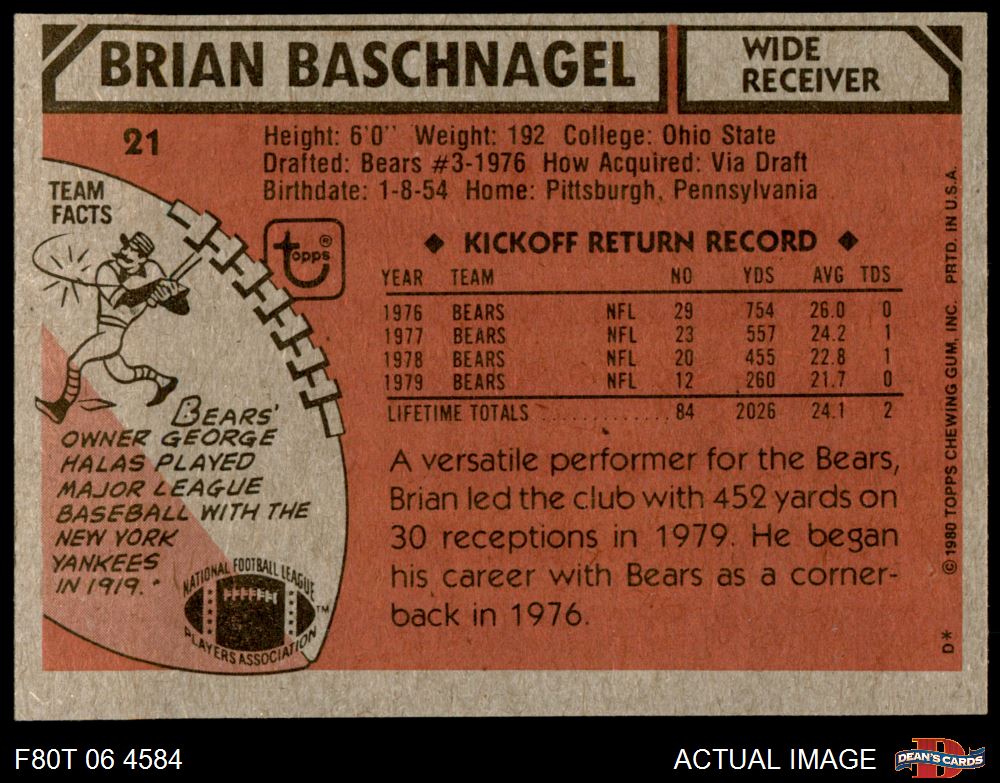 BRIAN BASCHNAGEL
WIDE
RECEIVER
21
Height: 6'0" Weight: 192 College: Ohio State
Drafted: Bears #3-1976 How Acquired: Via Draft
Birthdate: 1-8-54 Home: Pittsburgh, Pennsylvania
TEAM
FACTS
topps®
◆ KICKOFF RETURN RECORD ◆
YEAR TEAM NO YDS AVG TDS
1976 BEARS NFL 29 754 26.0 0
1977 BEARS NFL 23 557 24.2 1
1978 BEARS NFL 20 455 22.8 1
1979 BEARS NFL 12 260 21.7 0
LIFETIME TOTALS ............... 84 2026 24.1 2
BEARS'
OWNER GEORGE
HALAS PLAYED
MAJOR LEAGUE
BASEBALL WITH THE
NEW YORK
YANKEES
IN 1919.
NATIONAL FOOTBALL LEAGUE
PLAYERS ASSOCIATION
TM
A versatile performer for the Bears,
Brian led the club with 452 yards on
30 receptions in 1979. He began
his career with Bears as a corner-
back in 1976.
©1980 TOPPS CHEWING GUM, INC. PRTD. IN U.S.A.
D*
F80T 06 4584
ACTUAL IMAGE
DEAN'S CARDS